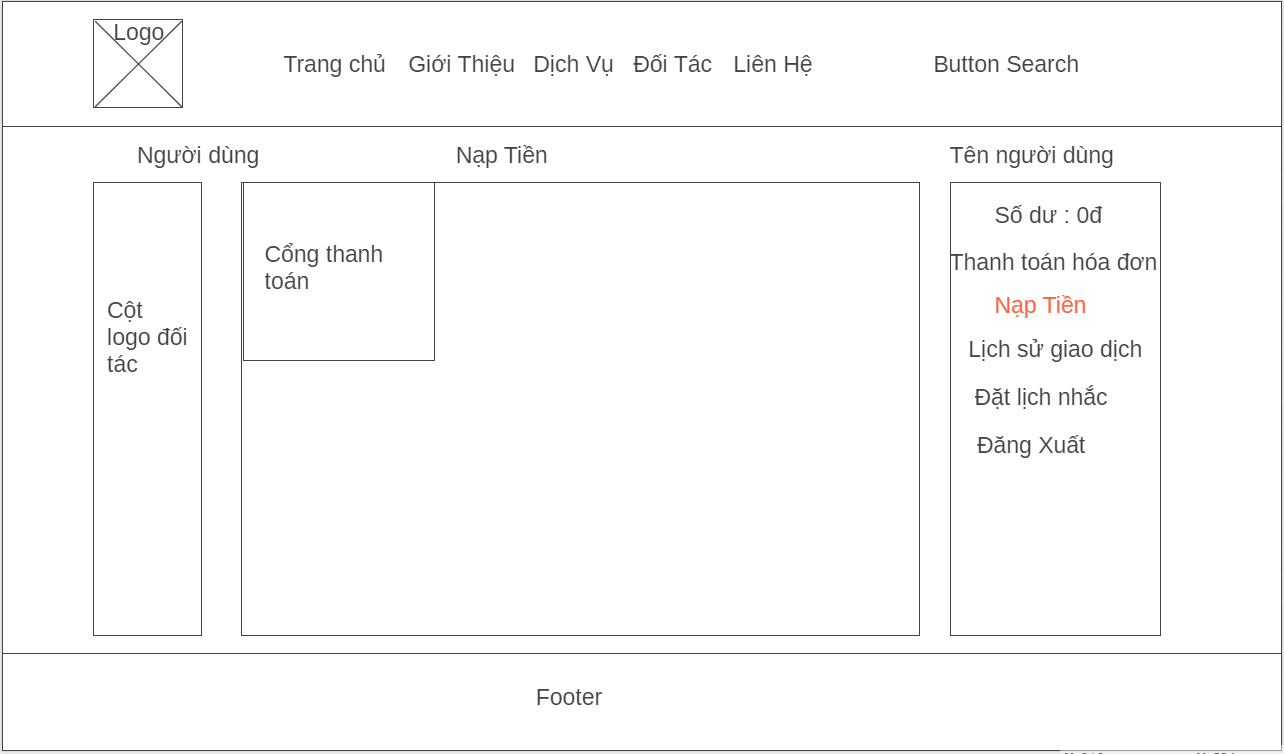 Logo
Trang chủ Giới Thiệu Dịch Vụ Đối Tác Liên Hệ Button Search
Người dùng Nạp Tiền Tên người dùng
Cột
logo đối
tác
Cổng thanh
toán
Số dư : 0đ
Thanh toán hóa đơn
Nạp Tiền
Lịch sử giao dịch
Đặt lịch nhắc
Đăng Xuất
Footer